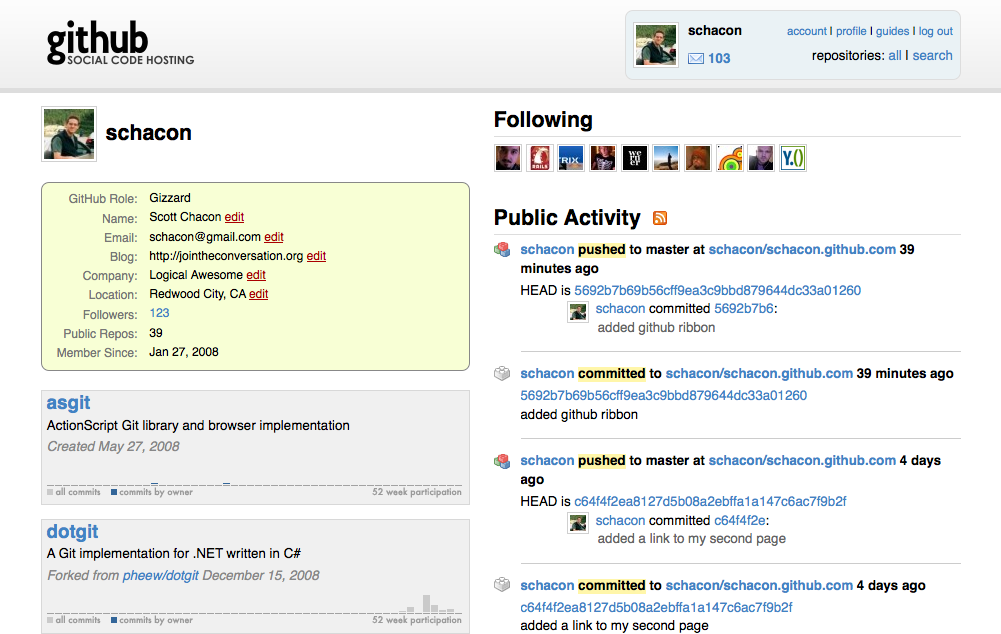 github
SOCIAL CODE HOSTING
schacon
account | profile | guides | log out
103
repositories: all | search
schacon
GitHub Role: Gizzard
Name: Scott Chacon edit
Email: schacon@gmail.com edit
Blog: http://jointheconversation.org edit
Company: Logical Awesome edit
Location: Redwood City, CA edit
Followers: 123
Public Repos: 39
Member Since: Jan 27, 2008
asgit
ActionScript Git library and browser implementation
Created May 27, 2008
all commits commits by owner 52 week participation
dotgit
A Git implementation for .NET written in C#
Forked from pheew/dotgit December 15, 2008
all commits commits by owner 52 week participation
Following
RAILS
TRIX
we
ru
er
Y.()
Public Activity
schacon pushed to master at schacon/schacon.github.com 39
minutes ago
HEAD is 5692b7b69b56cff9ea3c9bbd879644dc33a01260
schacon committed 5692b7b6:
added github ribbon
schacon committed to schacon/schacon.github.com 39 minutes ago
5692b7b69b56cff9ea3c9bbd879644dc33a01260
added github ribbon
schacon pushed to master at schacon/schacon.github.com 4 days
ago
HEAD is c64f4f2ea8127d5b08a2ebffa1a147c6ac7f9b2f
schacon committed c64f4f2e:
added a link to my second page
schacon committed to schacon/schacon.github.com 4 days ago
c64f4f2ea8127d5b08a2ebffa1a147c6ac7f9b2f
added a link to my second page